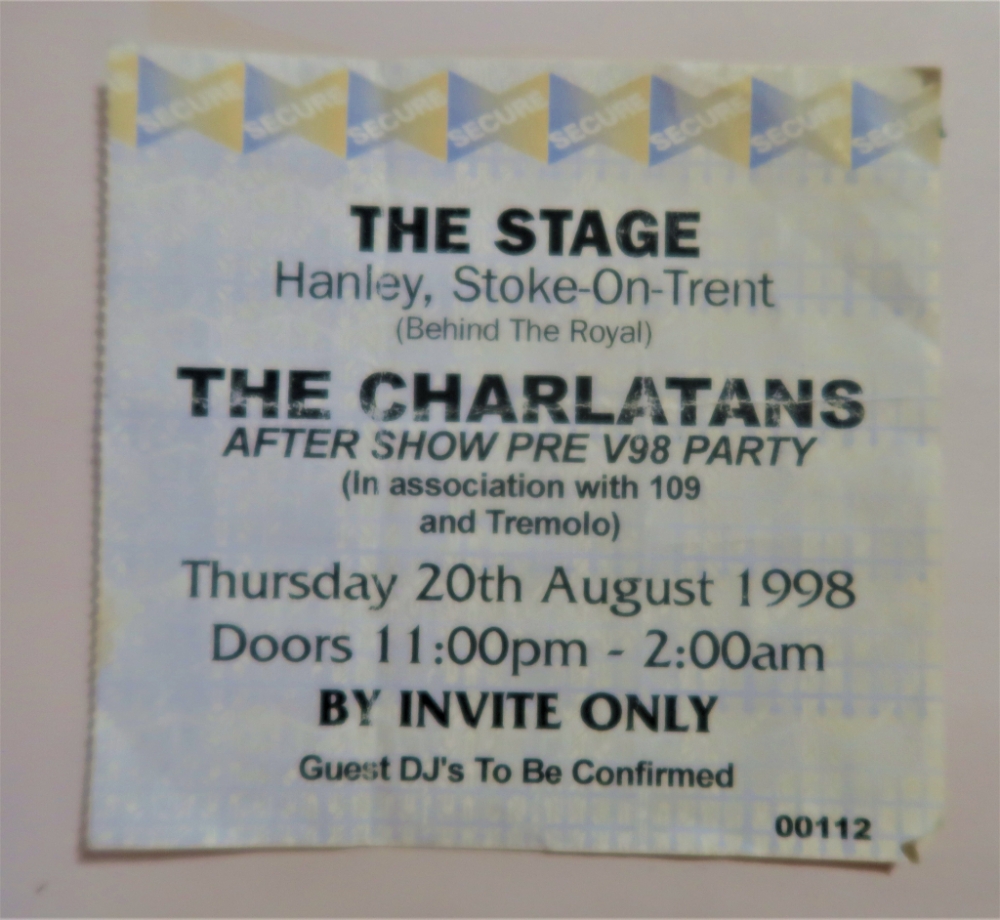 SECURE SECURE SECURE SECURE SECURE SECURE SECURE SECURE
THE STAGE
Hanley, Stoke-On-Trent
(Behind The Royal)
THE CHARLATANS
AFTER SHOW PRE V98 PARTY
(In association with 109
and Tremolo)
Thursday 20th August 1998
Doors 11:00pm - 2:00am
BY INVITE ONLY
Guest DJ's To Be Confirmed
00112